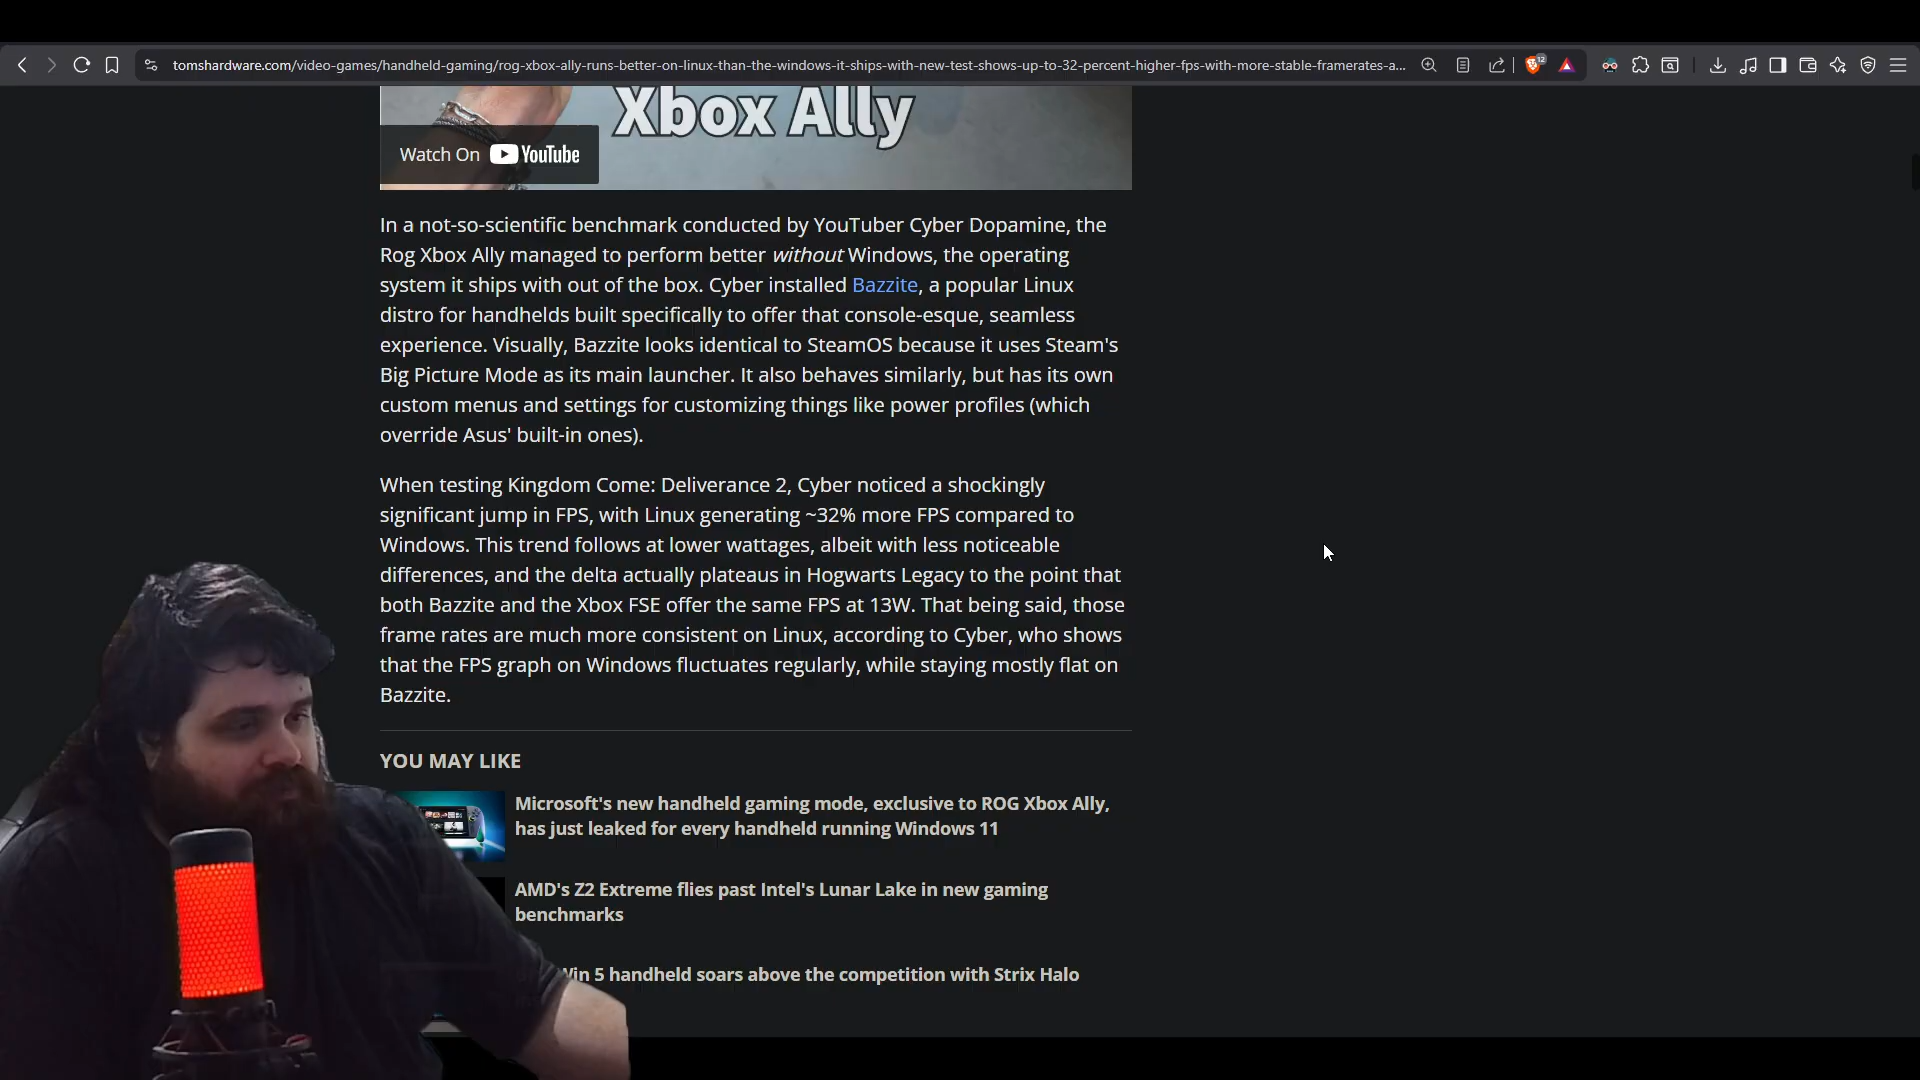 tomshardware.com/video-games/handheld-gaming/rog-xbox-ally-runs-better-on-linux-than-the-windows-it-ships-with-new-test-shows-up-to-32-percent-higher-fps-with-more-stable-framerates-a...
12
Xbox Ally
Watch On YouTube
In a not-so-scientific benchmark conducted by YouTuber Cyber Dopamine, the
Rog Xbox Ally managed to perform better without Windows, the operating
system it ships with out of the box. Cyber installed Bazzite, a popular Linux
distro for handhelds built specifically to offer that console-esque, seamless
experience. Visually, Bazzite looks identical to SteamOS because it uses Steam's
Big Picture Mode as its main launcher. It also behaves similarly, but has its own
custom menus and settings for customizing things like power profiles (which
override Asus' built-in ones).
When testing Kingdom Come: Deliverance 2, Cyber noticed a shockingly
significant jump in FPS, with Linux generating ~32% more FPS compared to
Windows. This trend follows at lower wattages, albeit with less noticeable
differences, and the delta actually plateaus in Hogwarts Legacy to the point that
both Bazzite and the Xbox FSE offer the same FPS at 13W. That being said, those
frame rates are much more consistent on Linux, according to Cyber, who shows
that the FPS graph on Windows fluctuates regularly, while staying mostly flat on
Bazzite.
YOU MAY LIKE
Microsoft's new handheld gaming mode, exclusive to ROG Xbox Ally,
has just leaked for every handheld running Windows 11
AMD's Z2 Extreme flies past Intel's Lunar Lake in new gaming
benchmarks
Win 5 handheld soars above the competition with Strix Halo